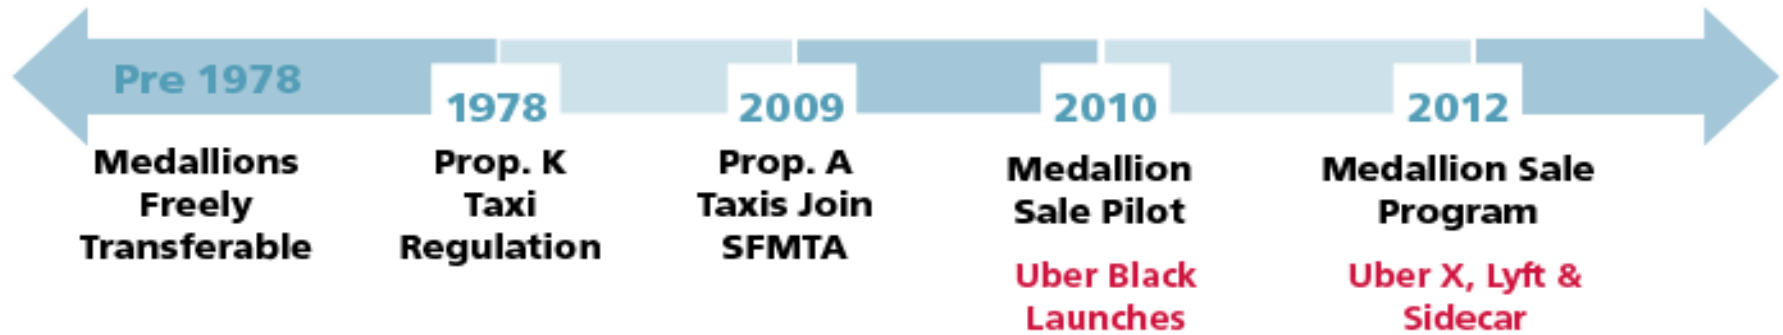 Pre 1978
Medallions
Freely
Transferable
1978
Prop. K
Taxi
Regulation
2009
Prop. A
Taxis Join
SFMTA
2010
Medallion
Sale Pilot
Uber Black
Launches
2012
Medallion Sale
Program
Uber X, Lyft &
Sidecar